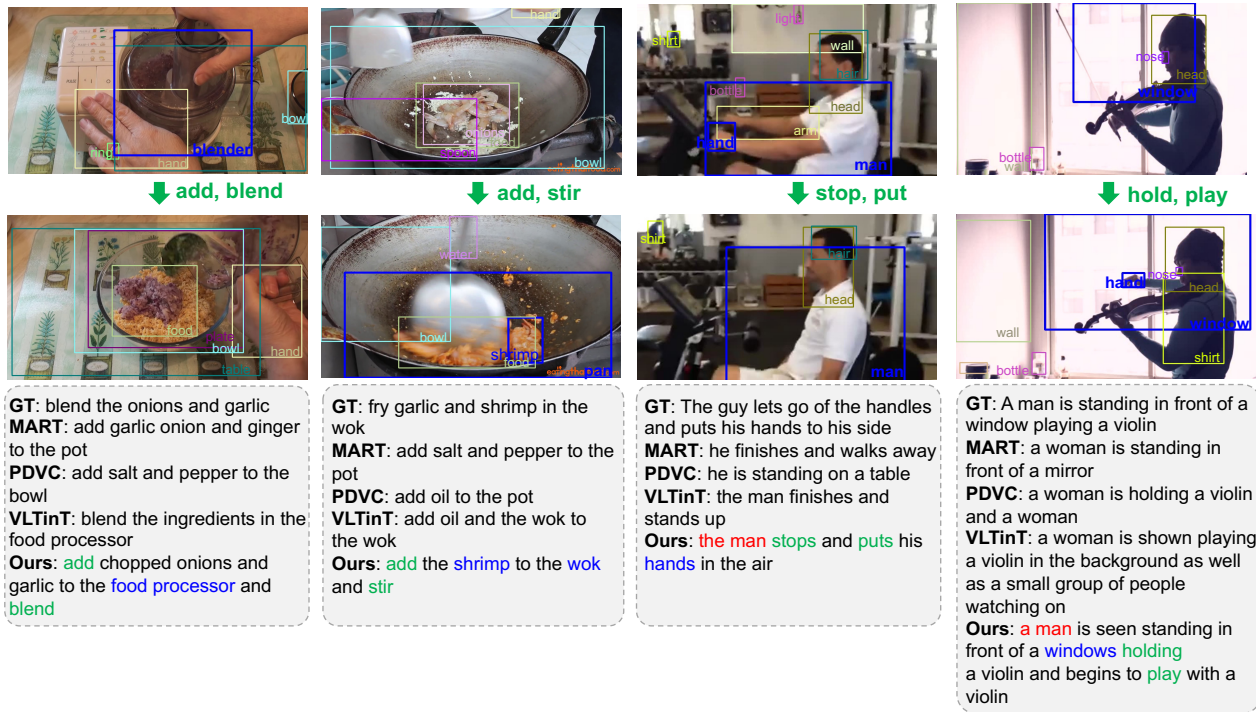 hand
blender
bowl
ring
hand
add, blend
food
plate
bowl
hand
table
GT: blend the onions and garlic
MART: add garlic onion and ginger
to the pot
PDVC: add salt and pepper to the
bowl
VLTinT: blend the ingredients in the
food processor
Ours: add chopped onions and
garlic to the food processor and
blend
bowl
add, stir
water
bowl
shrimp
food
pan
GT: fry garlic and shrimp in the
wok
MART: add salt and pepper to the
pot
PDVC: add oil to the pot
VLTinT: add oil and the wok to
the wok
Ours: add the shrimp to the wok
and stir
light
shirt
wall
hair
bottle
head
arm
hand
man
stop, put
shirt
hair
head
man
GT: The guy lets go of the handles
and puts his hands to his side
MART: he finishes and walks away
PDVC: he is standing on a table
VLTinT: the man finishes and
stands up
Ours: the man stops and puts his
hands in the air
nose
head
window
bottle
hold, play
hand
nose
head
window
wall
shirt
bottle
GT: A man is standing in front of a
window playing a violin
MART: a woman is standing in
front of a mirror
PDVC: a woman is holding a violin
and a woman
VLTinT: a woman is shown playing
a violin in the background as well
as a small group of people
watching on
Ours: a man is seen standing in
front of a windows holding
a violin and begins to play with a
violin